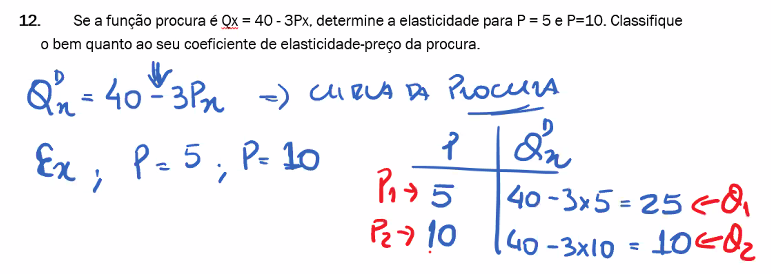 12. Se a função procura é Qx = 40 - 3Px, determine a elasticidade para P = 5 e P=10. Classifique
o bem quanto ao seu coeficiente de elasticidade-preço da procura.
Q^D_x = 40 - 3Px => CURVA DA PROCURA
Ex ; P = 5 ; P = 10
P Q^D_x
P1 → 5 40 - 3x5 = 25 ← Q1
P2 → 10 40 - 3x10 = 10 ← Q2